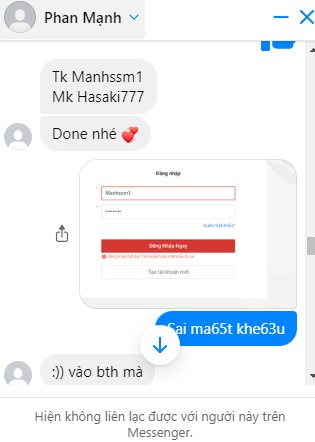 Phan Mạnh
Tk Manhssm1
Mk Hasaki777
Done nhé 💞
Đăng nhập
Manhssm1
Quên mật khẩu?
Đăng Nhập Ngay
Tạo tài khoản mới
Sai ma65t khe63u
:)) vào bth mà
Hiện không liên lạc được với người này trên
Messenger.